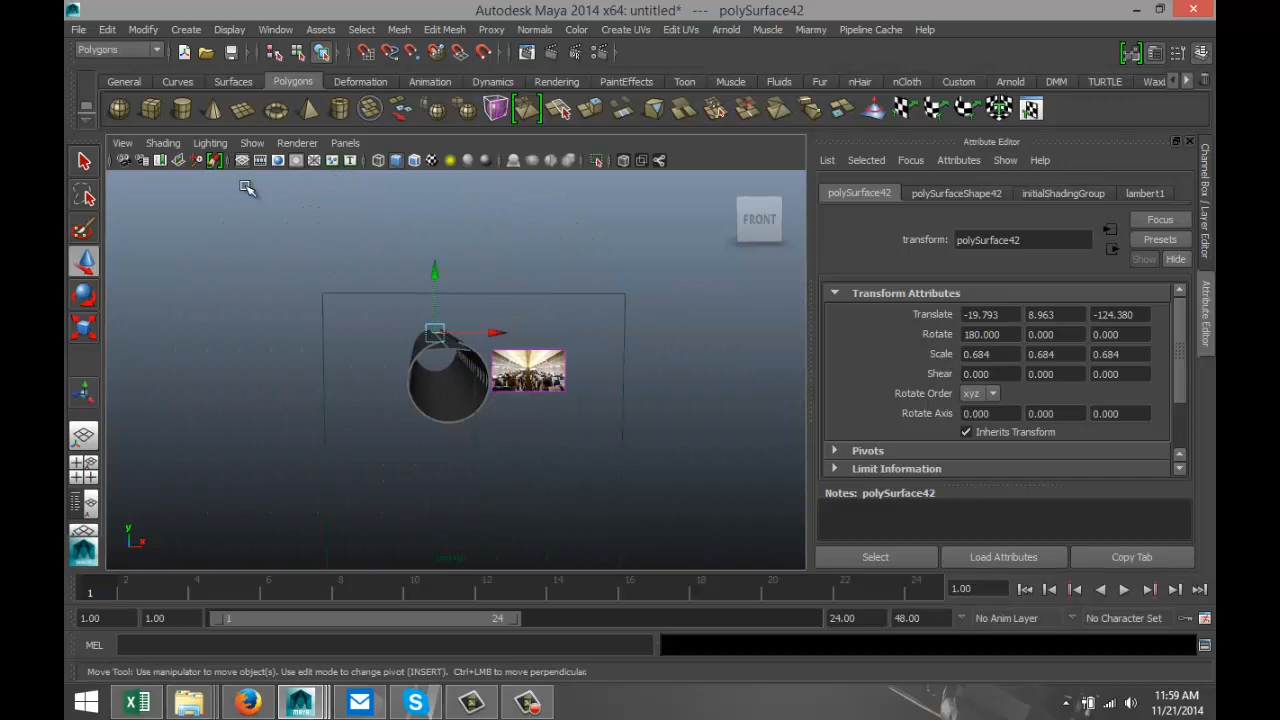 Autodesk Maya 2014 x64: untitled*   ---   polySurface42
File Edit Modify Create Display Window Assets Select Mesh Edit Mesh Proxy Normals Color Create UVs Edit UVs Arnold Muscle Miarmy Pipeline Cache Help
Polygons
General Curves Surfaces Polygons Deformation Animation Dynamics Rendering PaintEffects Toon Muscle Fluids Fur nHair nCloth Custom Arnold DMM TURTLE Waxl
View Shading Lighting Show Renderer Panels
Attribute Editor
List Selected Focus Attributes Show Help
polySurface42 polySurfaceShape42 initialShadingGroup lambert1
FRONT
Focus
transform: polySurface42 Presets
Show Hide
Transform Attributes
Translate -19.793 8.963 -124.380
Rotate 180.000 0.000 0.000
Scale 0.684 0.684 0.684
Shear 0.000 0.000 0.000
Rotate Order xyz
Rotate Axis 0.000 0.000 0.000
Inherits Transform
Pivots
Limit Information
Notes: polySurface42
Select Load Attributes Copy Tab
Channel Box / Layer Editor
Attribute Editor
y
x
2 4 6 8 10 12 14 16 18 20 22 24
1 1.00
1.00 1.00 1 24 24.00 48.00 No Anim Layer No Character Set
MEL
Move Tool: Use manipulator to move object(s). Use edit mode to change pivot [INSERT]. Ctrl+LMB to move perpendicular.
11:59 AM
11/21/2014